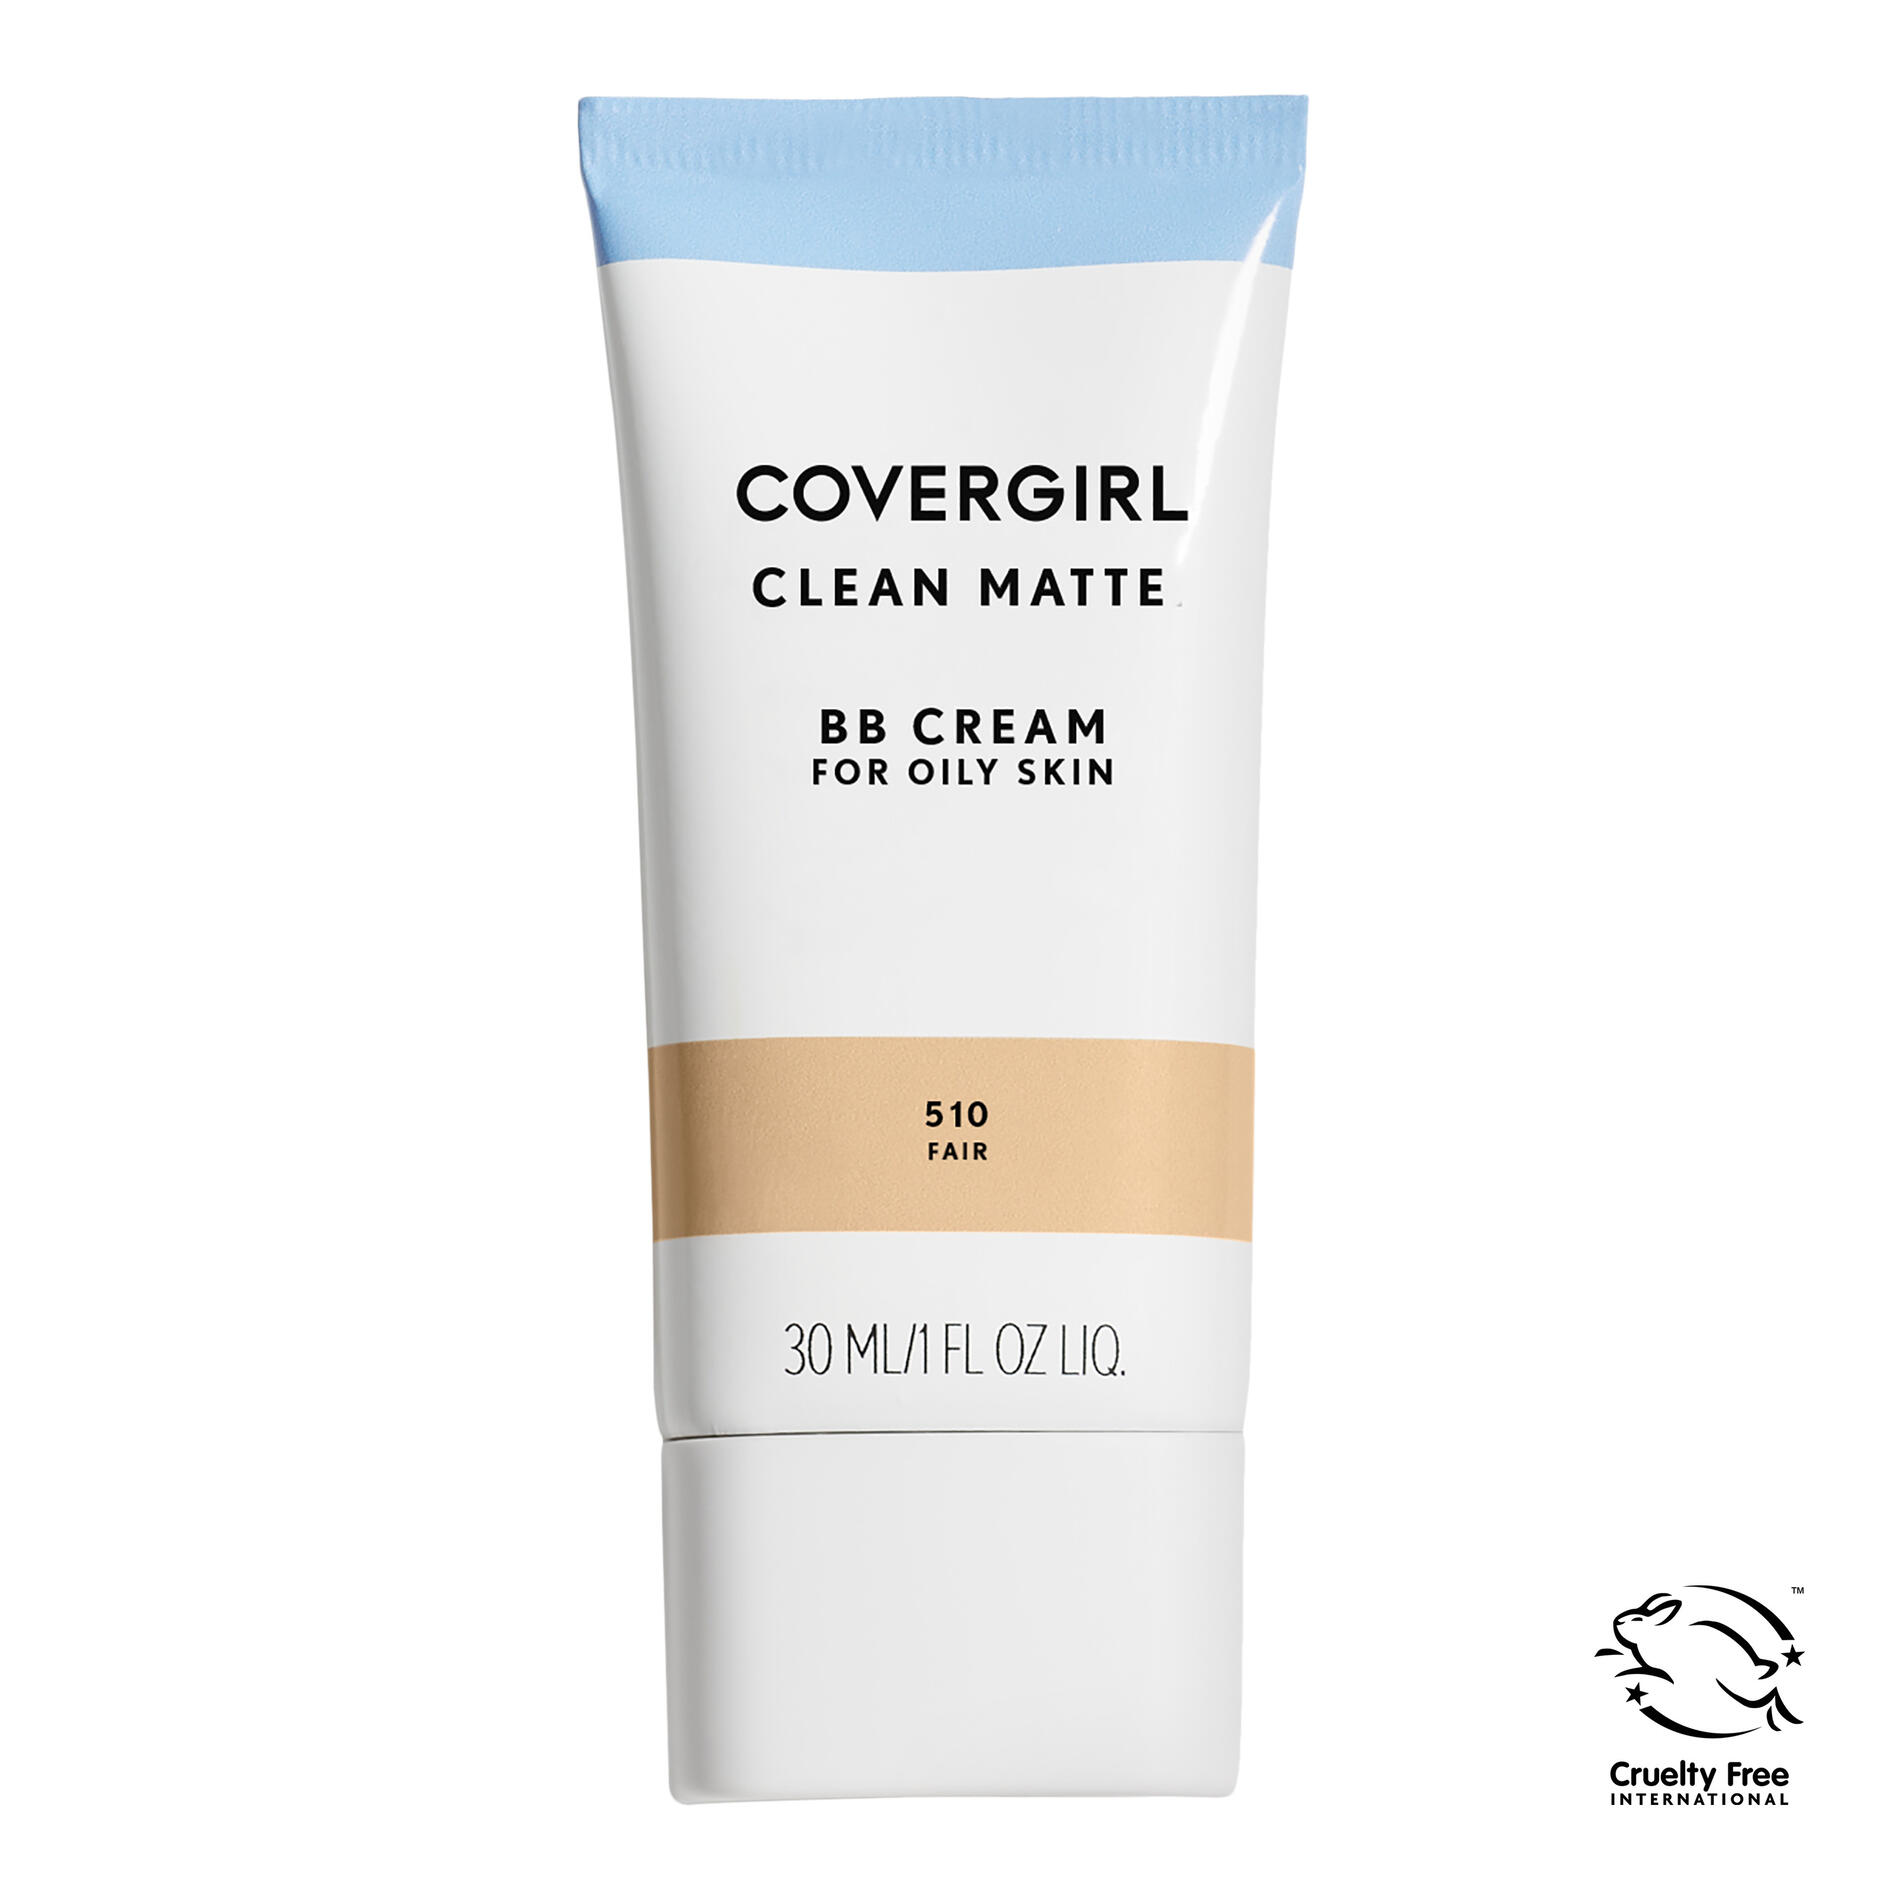 COVERGIRL
CLEAN MATTE
BB CREAM
FOR OILY SKIN
510
FAIR
30 ML/1 FL OZ LIQ.
TM
Cruelty Free
INTERNATIONAL